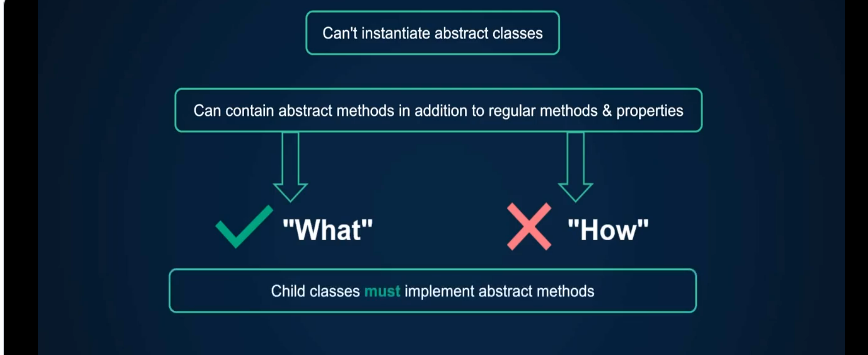 Can't instantiate abstract classes
Can contain abstract methods in addition to regular methods & properties
"What"
"How"
Child classes must implement abstract methods